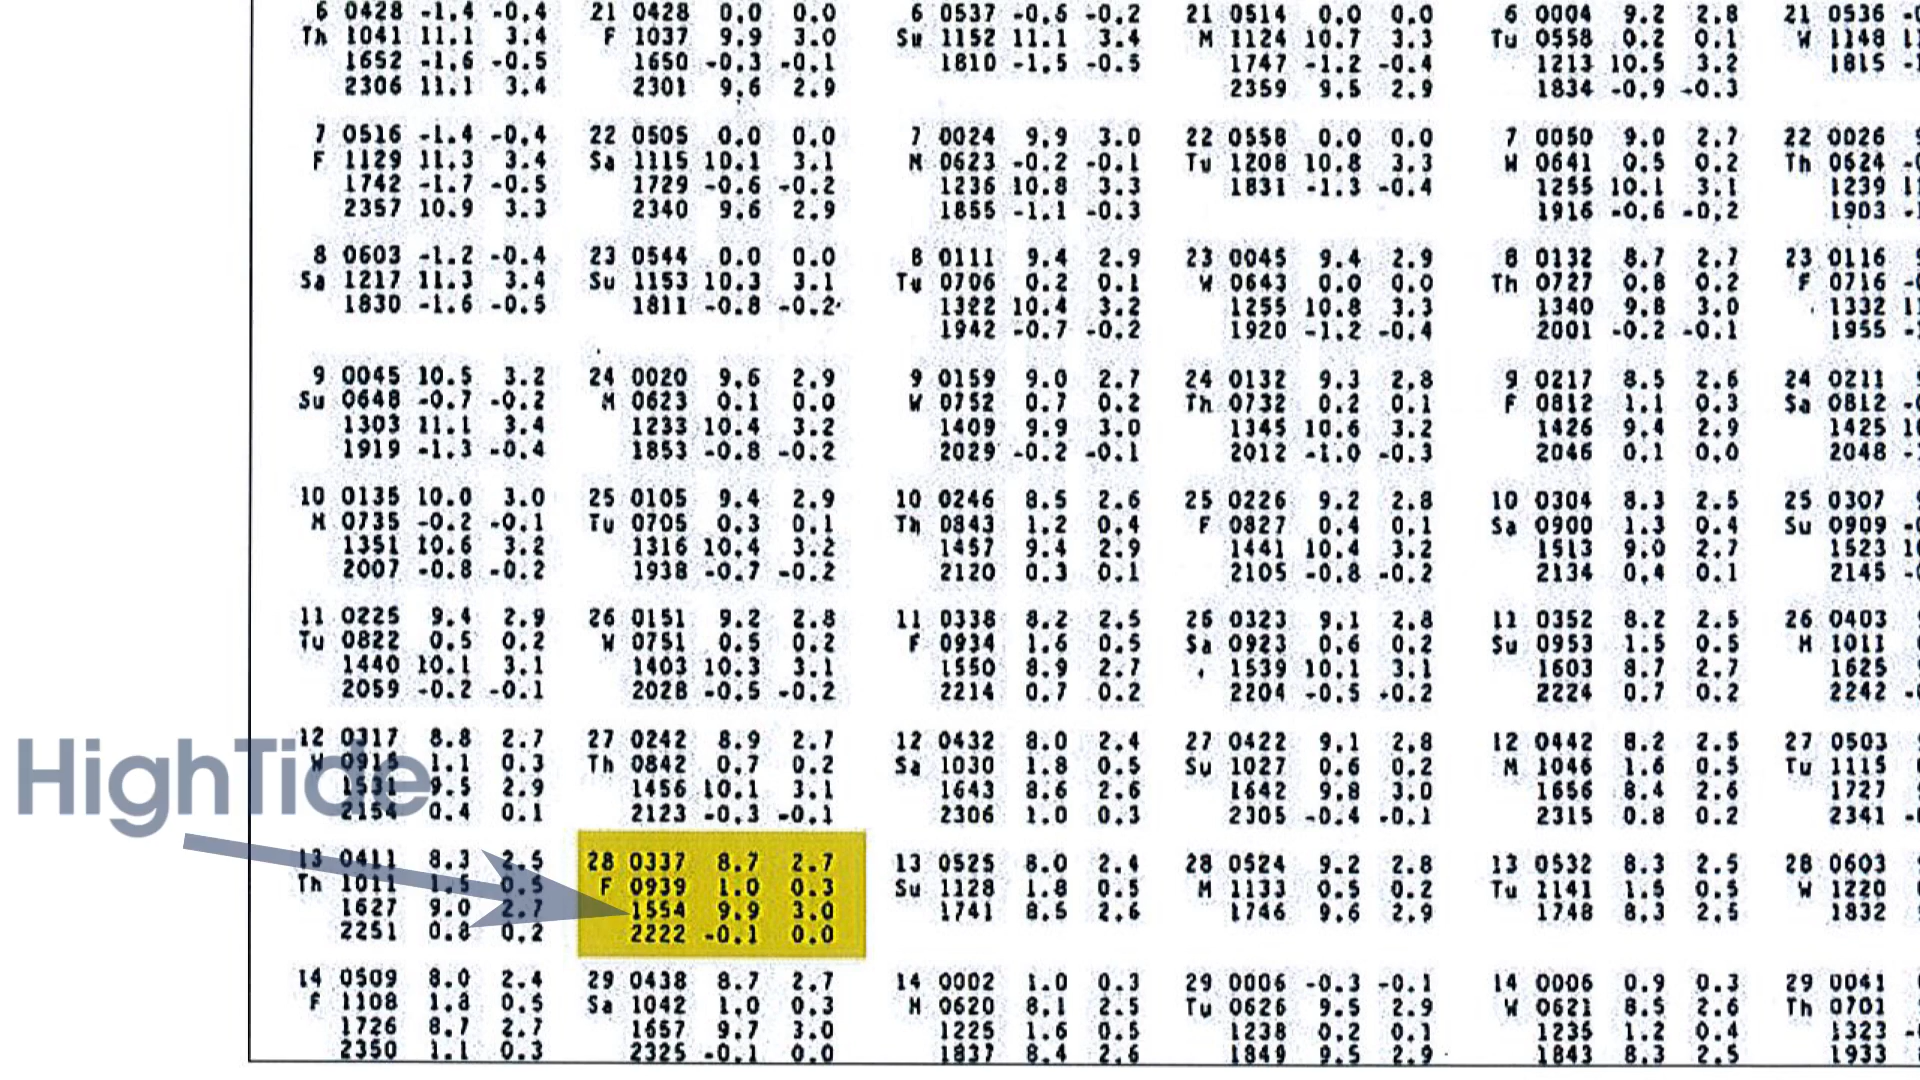 6 0428 -1.4 -0.4
Th 1041 11.1 3.4
1652 -1.6 -0.5
2306 11.1 3.4
7 0516 -1.4 -0.4
F 1129 11.3 3.4
1742 -1.7 -0.5
2357 10.9 3.3
8 0603 -1.2 -0.4
Sa 1217 11.3 3.4
1830 -1.6 -0.5
9 0045 10.5 3.2
Su 0648 -0.7 -0.2
1303 11.1 3.4
1919 -1.3 -0.4
10 0135 10.0 3.0
M 0735 -0.2 -0.1
1351 10.6 3.2
2007 -0.8 -0.2
11 0225 9.4 2.9
Tu 0822 0.5 0.2
1440 10.1 3.1
2059 -0.2 -0.1
12 0317 8.8 2.7
W 0915 1.1 0.3
1531 9.5 2.9
2154 0.4 0.1
HighTide
13 0411 8.3 2.5
Th 1011 1.5 0.5
1627 9.0 2.7
2251 0.8 0.2
14 0509 8.0 2.4
F 1108 1.8 0.5
1726 8.7 2.7
2350 1.1 0.3
21 0428 0.0 0.0
F 1037 9.9 3.0
1650 -0.3 -0.1
2301 9.6 2.9
22 0505 0.0 0.0
Sa 1115 10.1 3.1
1729 -0.6 -0.2
2340 9.6 2.9
23 0544 0.0 0.0
Su 1153 10.3 3.1
1811 -0.8 -0.2
24 0020 9.6 2.9
M 0623 0.1 0.0
1233 10.4 3.2
1853 -0.8 -0.2
25 0105 9.4 2.9
Tu 0705 0.3 0.1
1316 10.4 3.2
1938 -0.7 -0.2
26 0151 9.2 2.8
W 0751 0.5 0.2
1403 10.3 3.1
2028 -0.5 -0.2
27 0242 8.9 2.7
Th 0842 0.7 0.2
1456 10.1 3.1
2123 -0.3 -0.1
28 0337 8.7 2.7
F 0939 1.0 0.3
1554 9.9 3.0
2222 -0.1 0.0
29 0438 8.7 2.7
Sa 1042 1.0 0.3
1657 9.7 3.0
2325 -0.1 0.0
6 0537 -0.5 -0.2
Su 1152 11.1 3.4
1810 -1.5 -0.5
7 0024 9.9 3.0
M 0623 -0.2 -0.1
1236 10.8 3.3
1855 -1.1 -0.3
8 0111 9.4 2.9
Tu 0706 0.2 0.1
1322 10.4 3.2
1942 -0.7 -0.2
9 0159 9.0 2.7
W 0752 0.7 0.2
1409 9.9 3.0
2029 -0.2 -0.1
10 0246 8.5 2.6
Th 0843 1.2 0.4
1457 9.4 2.9
2120 0.3 0.1
11 0338 8.2 2.5
F 0934 1.6 0.5
1550 8.9 2.7
2214 0.7 0.2
12 0432 8.0 2.4
Sa 1030 1.8 0.5
1643 8.6 2.6
2306 1.0 0.3
13 0525 8.0 2.4
Su 1128 1.8 0.5
1741 8.5 2.6
14 0002 1.0 0.3
M 0620 8.1 2.5
1225 1.6 0.5
1837 8.4 2.6
21 0514 0.0 0.0
M 1124 10.7 3.3
1747 -1.2 -0.4
2359 9.5 2.9
22 0558 0.0 0.0
Tu 1208 10.8 3.3
1831 -1.3 -0.4
23 0045 9.4 2.9
W 0643 0.0 0.0
1255 10.8 3.3
1920 -1.2 -0.4
24 0132 9.3 2.8
Th 0732 0.2 0.1
1345 10.6 3.2
2012 -1.0 -0.3
25 0226 9.2 2.8
F 0827 0.4 0.1
1441 10.4 3.2
2105 -0.8 -0.2
26 0323 9.1 2.8
Sa 0923 0.6 0.2
1539 10.1 3.1
2204 -0.5 -0.2
27 0422 9.1 2.8
Su 1027 0.6 0.2
1642 9.8 3.0
2305 -0.4 -0.1
28 0524 9.2 2.8
M 1133 0.5 0.2
1746 9.6 2.9
29 0006 -0.3 -0.1
Tu 0626 9.5 2.9
1238 0.2 0.1
1849 9.5 2.9
6 0004 9.2 2.8
Tu 0558 0.2 0.1
1213 10.5 3.2
1834 -0.9 -0.3
7 0050 9.0 2.7
W 0641 0.5 0.2
1255 10.1 3.1
1916 -0.6 -0.2
8 0132 8.7 2.7
Th 0727 0.8 0.2
1340 9.8 3.0
2001 -0.2 -0.1
9 0217 8.5 2.6
F 0812 1.1 0.3
1426 9.4 2.9
2046 0.1 0.0
10 0304 8.3 2.5
Sa 0900 1.3 0.4
1513 9.0 2.7
2134 0.4 0.1
11 0352 8.2 2.5
Su 0953 1.5 0.5
1603 8.7 2.7
2224 0.7 0.2
12 0442 8.2 2.5
M 1046 1.6 0.5
1656 8.4 2.6
2315 0.8 0.2
13 0532 8.3 2.5
Tu 1141 1.5 0.5
1748 8.3 2.5
14 0006 0.9 0.3
W 0621 8.5 2.6
1235 1.2 0.4
1843 8.3 2.5
21 0536
W 1148
1815
22 0026
Th 0624
1239
1903
23 0116
F 0716
1332
1955
24 0211
Sa 0812
1425
2048
25 0307
Su 0909
1523
2145
26 0403
M 1011
1625
2242
27 0503
Tu 1115
1727
2341
28 0603
W 1220
1832
29 0041
Th 0701
1323
1933